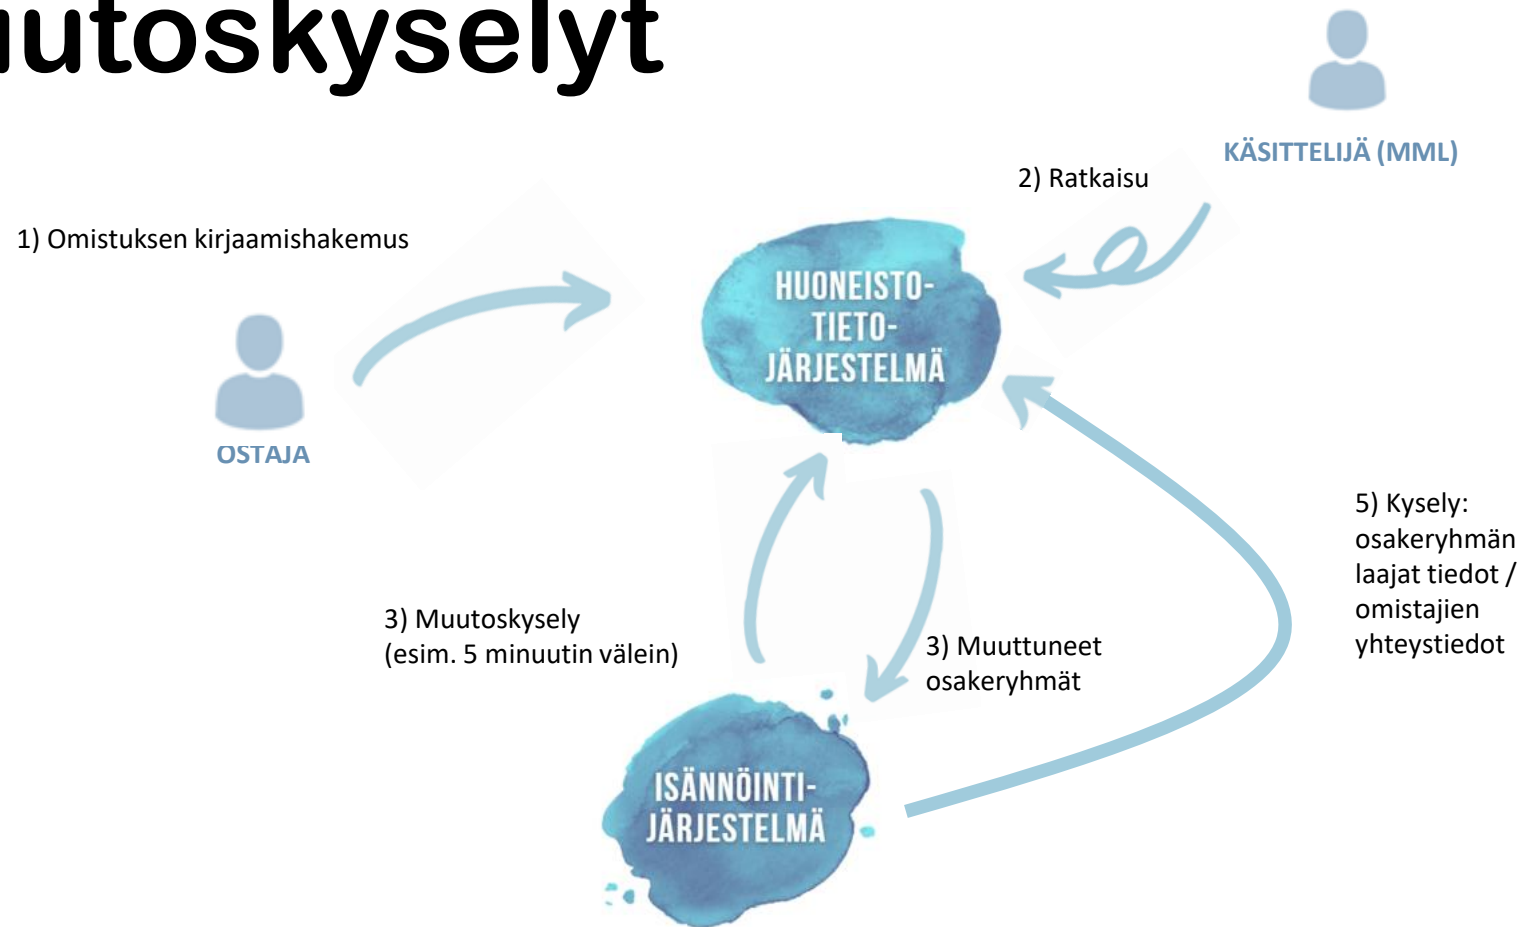 uutoskyselyt
KÄSITTELIJÄ (MML)
2) Ratkaisu
1) Omistuksen kirjaamishakemus
HUONEISTO-
TIETO-
JÄRJESTELMÄ
OSTAJA
5) Kysely:
osakeryhmän
laajat tiedot /
omistajien
yhteystiedot
3) Muutoskysely
(esim. 5 minuutin välein)
3) Muuttuneet
osakeryhmät
ISÄNNÖINTI-
JÄRJESTELMÄ